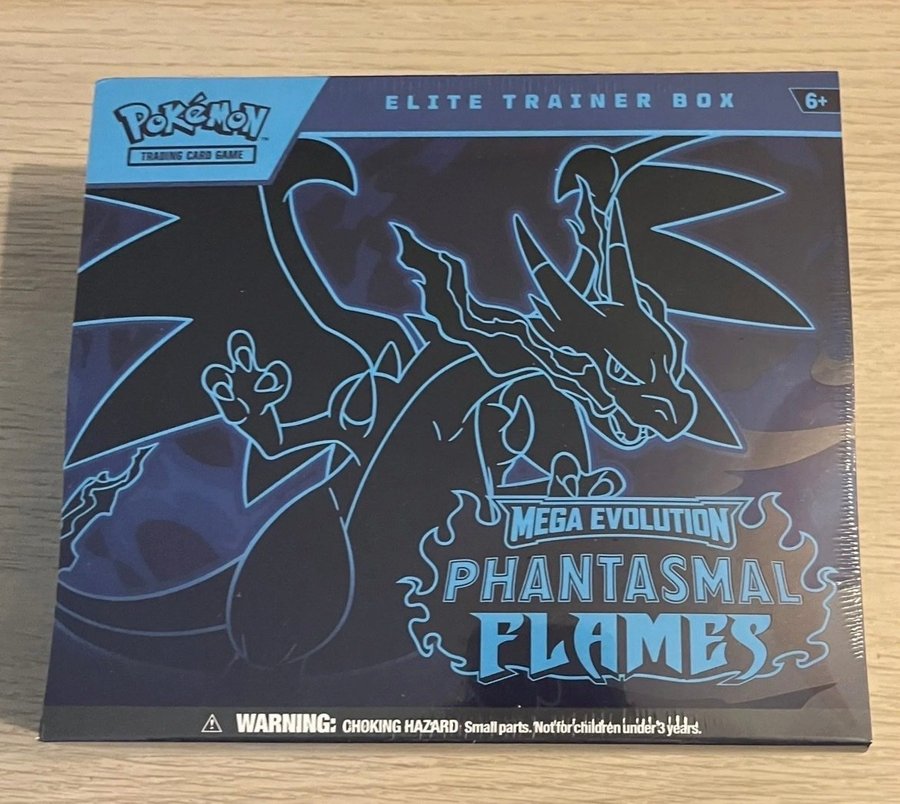 POKéMON™
TRADING CARD GAME
ELITE TRAINER BOX
6+
MEGA EVOLUTION
PHANTASMAL
FLAMES
⚠ WARNING: CHOKING HAZARD Small parts. Not for children under 3 years.